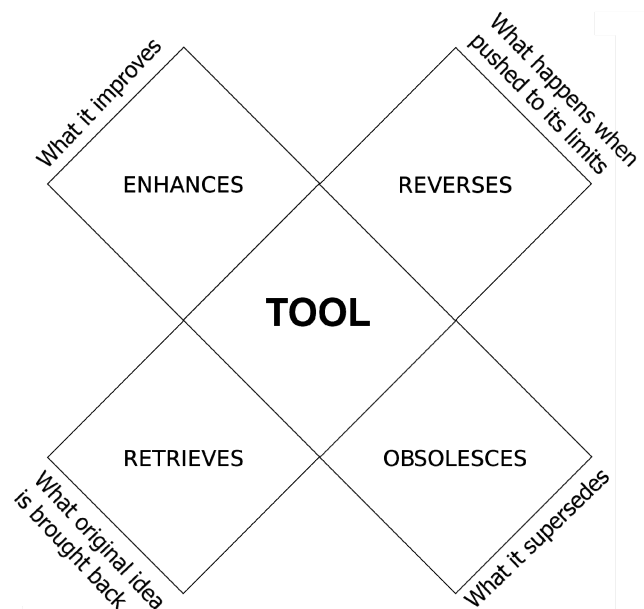 What it improves
What happens when
pushed to its limits
ENHANCES
REVERSES
TOOL
RETRIEVES
OBSOLESCES
What original idea
is brought back
What it supersedes